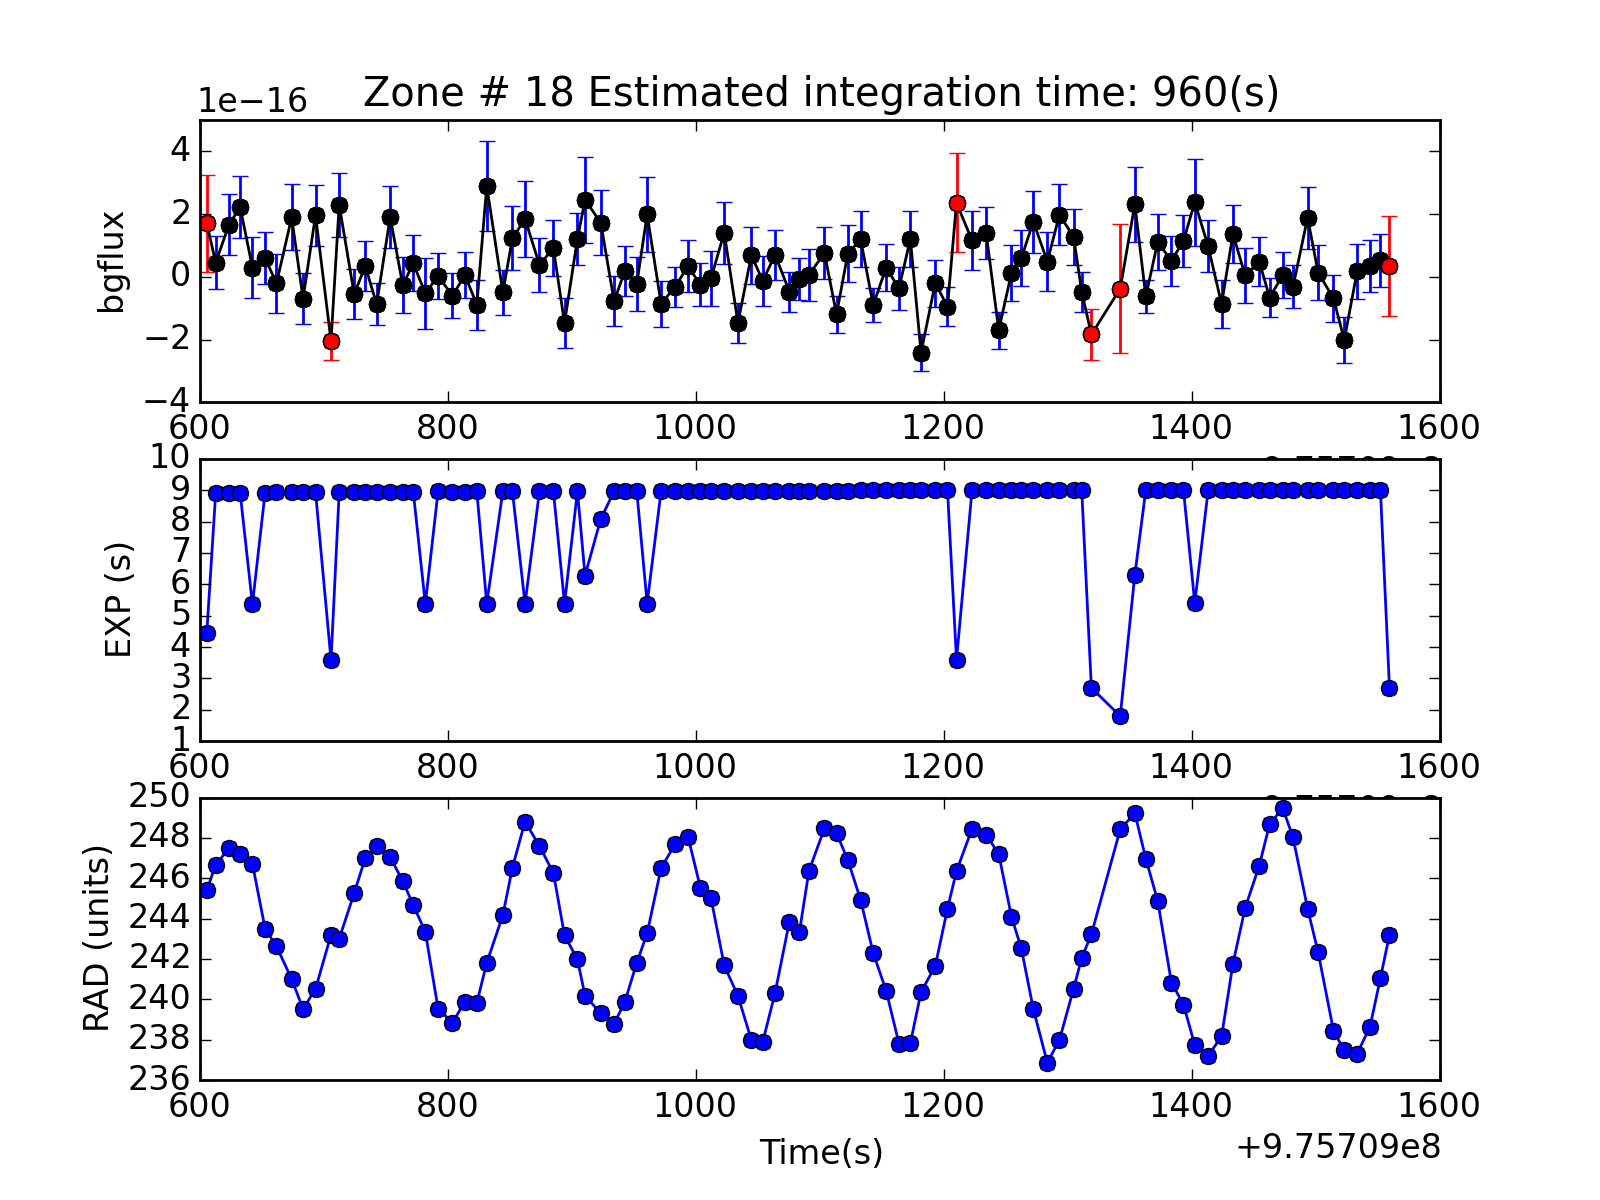 Zone # 18 Estimated integration time: 960(s)
1e−16
4
2
0
−2
−4
bgflux
600 800 1000 1200 1400 1600
10
9
8
7
6
5
4
3
2
1
EXP (s)
600 800 1000 1200 1400 1600
250
248
246
244
242
240
238
236
RAD (units)
600 800 1000 1200 1400 1600
Time(s)
+9.75709e8